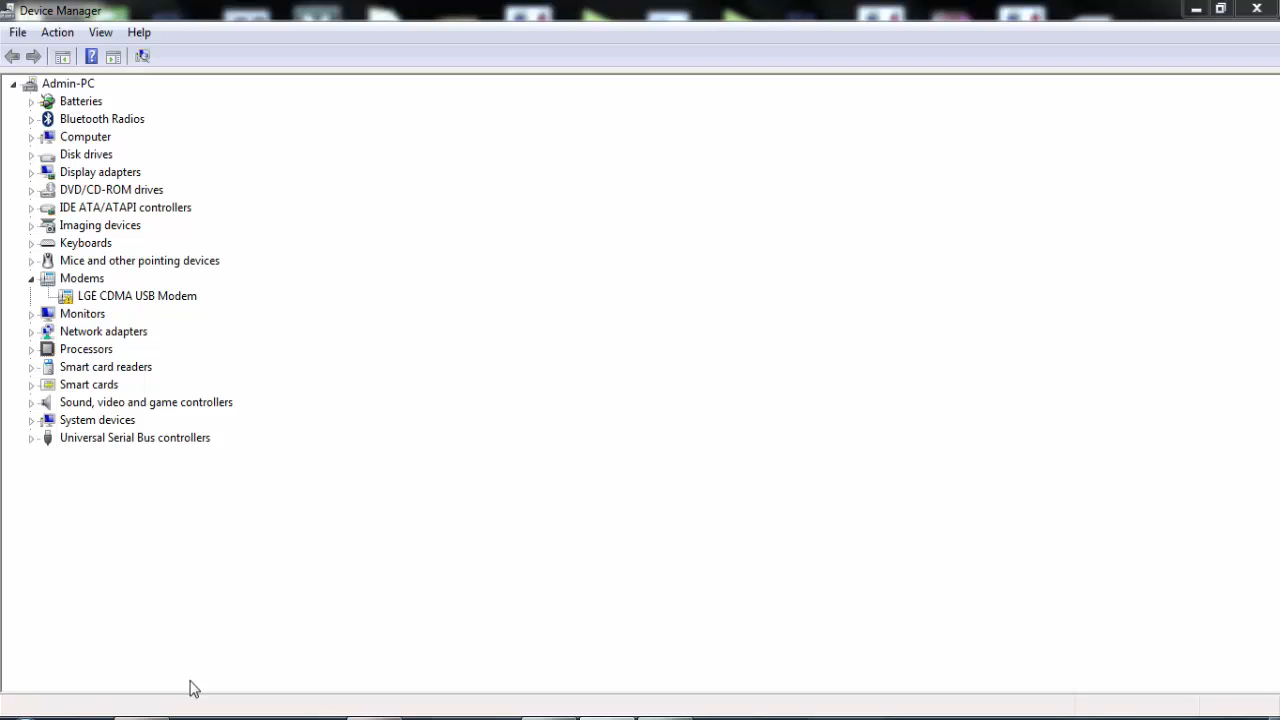 Device Manager
File Action View Help
Admin-PC
Batteries
Bluetooth Radios
Computer
Disk drives
Display adapters
DVD/CD-ROM drives
IDE ATA/ATAPI controllers
Imaging devices
Keyboards
Mice and other pointing devices
Modems
LGE CDMA USB Modem
Monitors
Network adapters
Processors
Smart card readers
Smart cards
Sound, video and game controllers
System devices
Universal Serial Bus controllers